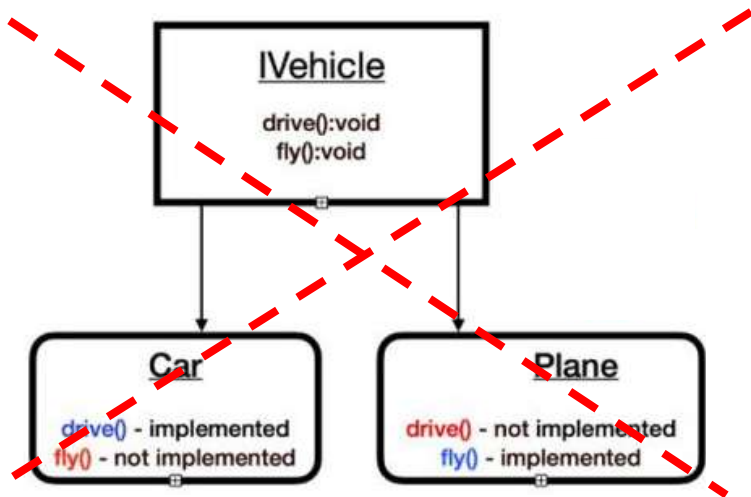 IVehicle
drive():void
fly():void
Car
drive() - implemented
fly() - not implemented
Plane
drive() - not implemented
fly() - implemented